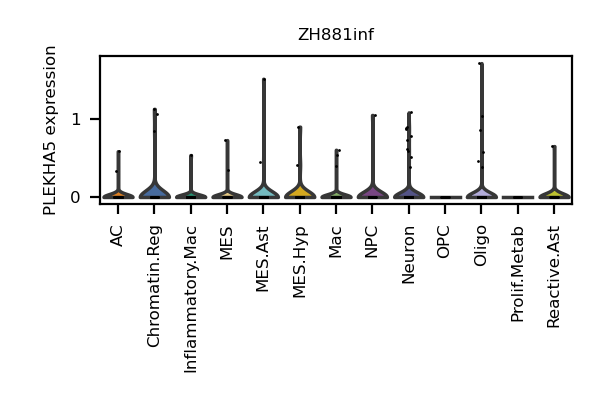 ZH881inf
PLEKHA5 expression
1
0
AC
Chromatin.Reg
Inflammatory.Mac
MES
MES.Ast
MES.Hyp
Mac
NPC
Neuron
OPC
Oligo
Prolif.Metab
Reactive.Ast